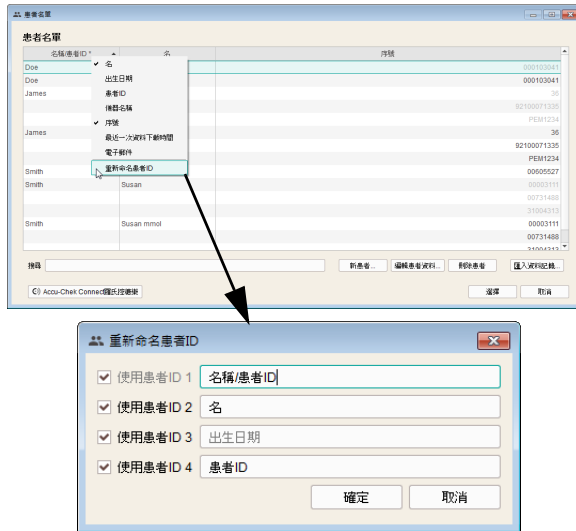 患者名單
患者名單
名稱/患者ID * 名 序號
Doe 000103041
Doe 000103041
James 36
92100071335
PEM1234
James 36
92100071335
PEM1234
Smith 00605527
Smith Susan 00003111
00731488
31004313
Smith Susan mmol 00003111
00731488
31004313
名
出生日期
患者ID
儀器名稱
序號
最近一次資料下載時間
電子郵件
重新命名患者ID
搜尋 新患者... 編輯患者資料... 刪除患者 匯入資料記錄...
Accu-Chek Connect羅氏控糖樂 選擇 取消
重新命名患者ID
使用患者ID 1 名稱/患者ID
使用患者ID 2 名
使用患者ID 3 出生日期
使用患者ID 4 患者ID
確定 取消